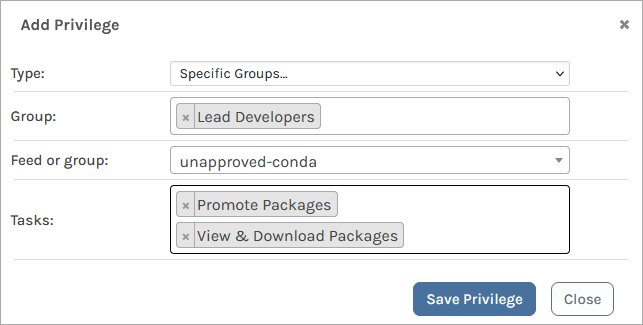 Add Privilege ×
Type: Specific Groups...
Group: × Lead Developers
Feed or group: unapproved-conda
Tasks: × Promote Packages
× View & Download Packages
Save Privilege Close